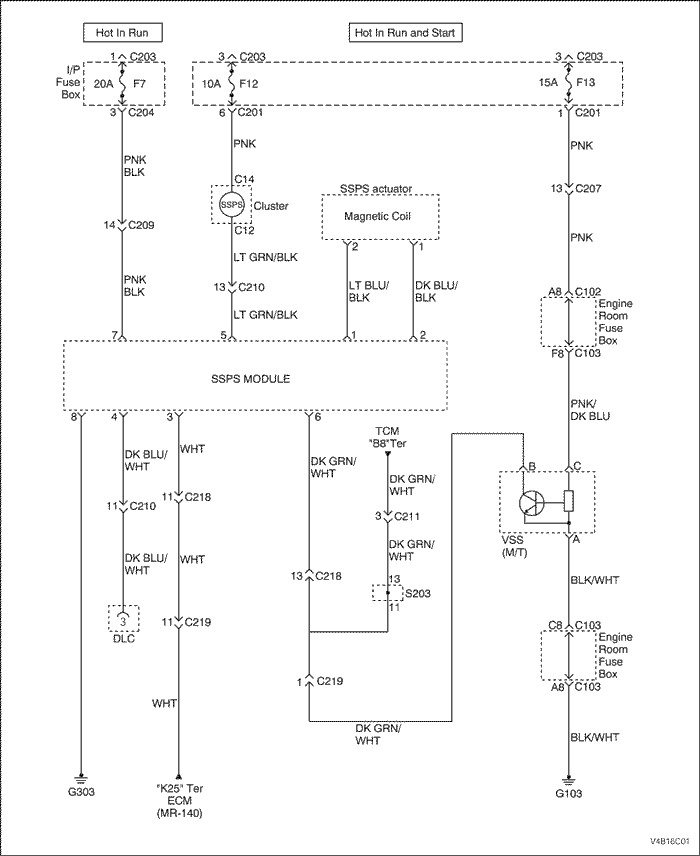 Hot In Run
Hot In Run and Start
1 C203
3 C203
3 C203
I/P
Fuse
Box
20A F7
10A F12
15A F13
3 C204
6 C201
1 C201
PNK
BLK
PNK
PNK
C14
SSPS
Cluster
C12
SSPS actuator
Magnetic Coil
13 C207
14 C209
2
1
PNK
LT GRN/BLK
PNK
BLK
13 C210
LT BLU/
BLK
DK BLU/
BLK
A8 C102
Engine
Room
Fuse
Box
LT GRN/BLK
7
5
1
2
F8 C103
SSPS MODULE
PNK/
DK BLU
8
4
3
6
TCM
"B8"Ter
DK BLU/
WHT
WHT
DK GRN/
WHT
DK GRN/
WHT
B
C
11 C210
11 C218
3 C211
VSS
(M/T)
A
DK BLU/
WHT
WHT
DK GRN/
WHT
13 C218
13
S203
11
BLK/WHT
3
DLC
11 C219
C8 C103
Engine
Room
Fuse
Box
1 C219
A8 C103
WHT
DK GRN/
WHT
BLK/WHT
G303
"K25" Ter
ECM
(MR-140)
G103
V4B16C01